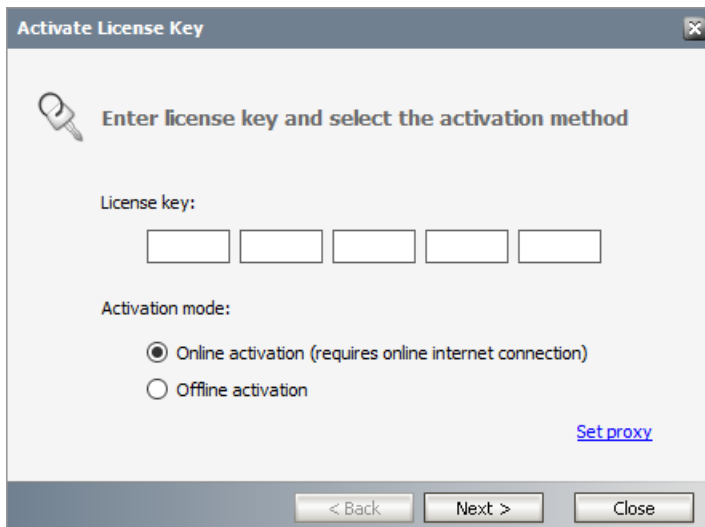 Activate License Key
Enter license key and select the activation method
License key:
Activation mode:
Online activation (requires online internet connection)
Offline activation
Set proxy
< Back Next > Close